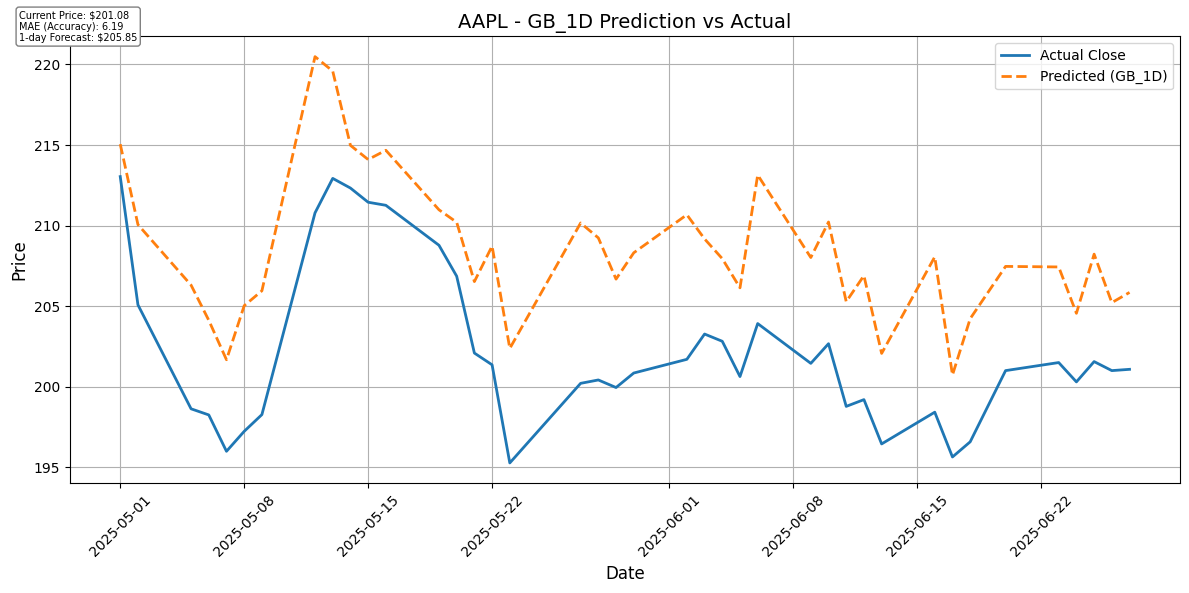 Current Price: $201.08
MAE (Accuracy): 6.19
1-day Forecast: $205.85
AAPL - GB_1D Prediction vs Actual
Actual Close
Predicted (GB_1D)
Price
220
215
210
205
200
195
2025-05-01
2025-05-08
2025-05-15
2025-05-22
2025-06-01
2025-06-08
2025-06-15
2025-06-22
Date